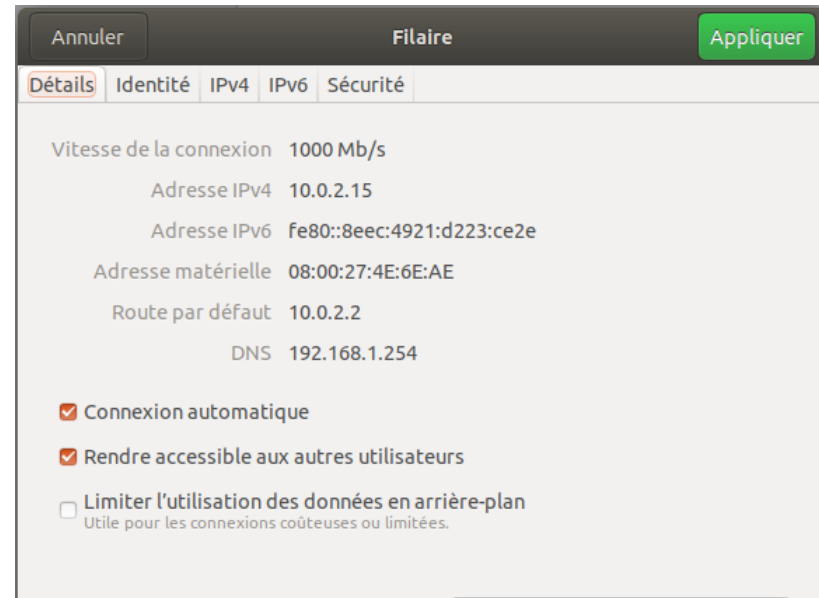 Annuler Filaire Appliquer
Détails Identité IPv4 IPv6 Sécurité
Vitesse de la connexion 1000 Mb/s
Adresse IPv4 10.0.2.15
Adresse IPv6 fe80::8eec:4921:d223:ce2e
Adresse matérielle 08:00:27:4E:6E:AE
Route par défaut 10.0.2.2
DNS 192.168.1.254
Connexion automatique
Rendre accessible aux autres utilisateurs
Limiter l’utilisation des données en arrière-plan
Utile pour les connexions coûteuses ou limitées.